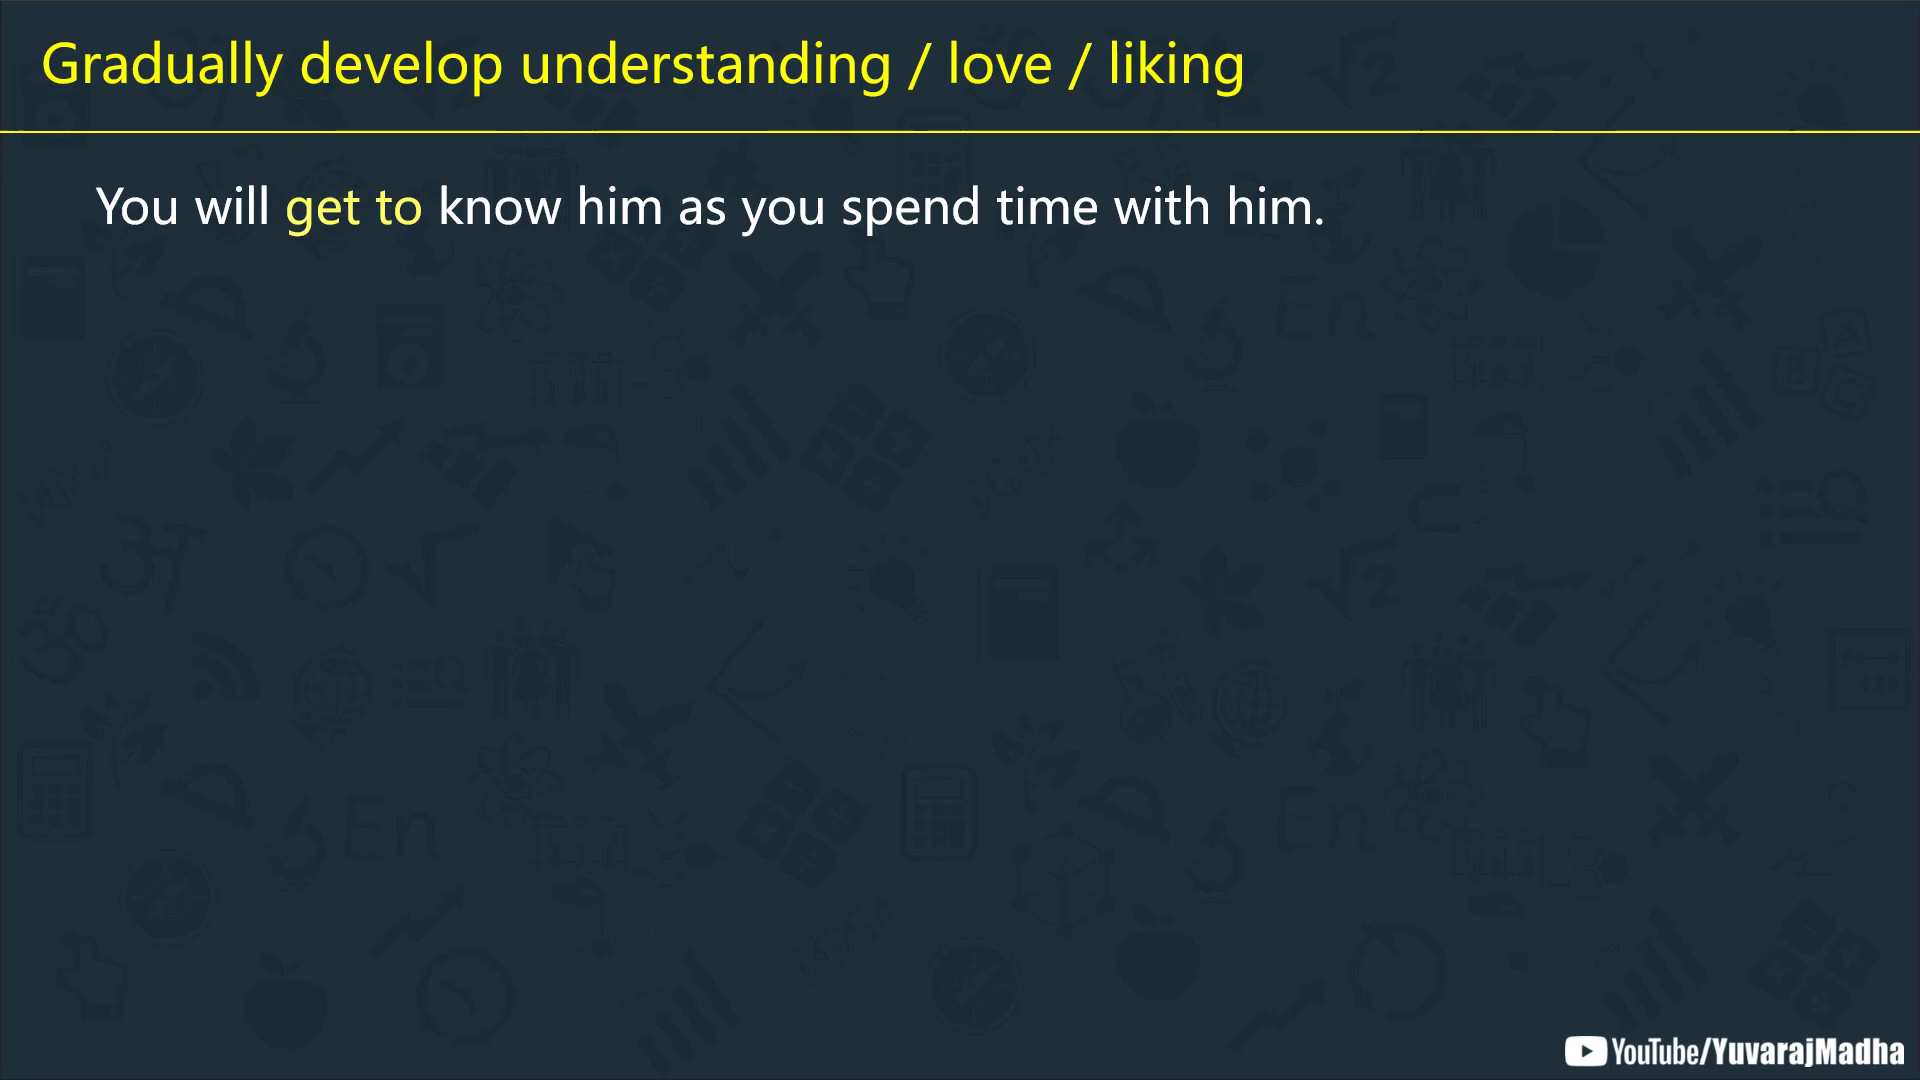 Gradually develop understanding / love / liking
You will get to know him as you spend time with him.
YouTube/YuvarajMadha